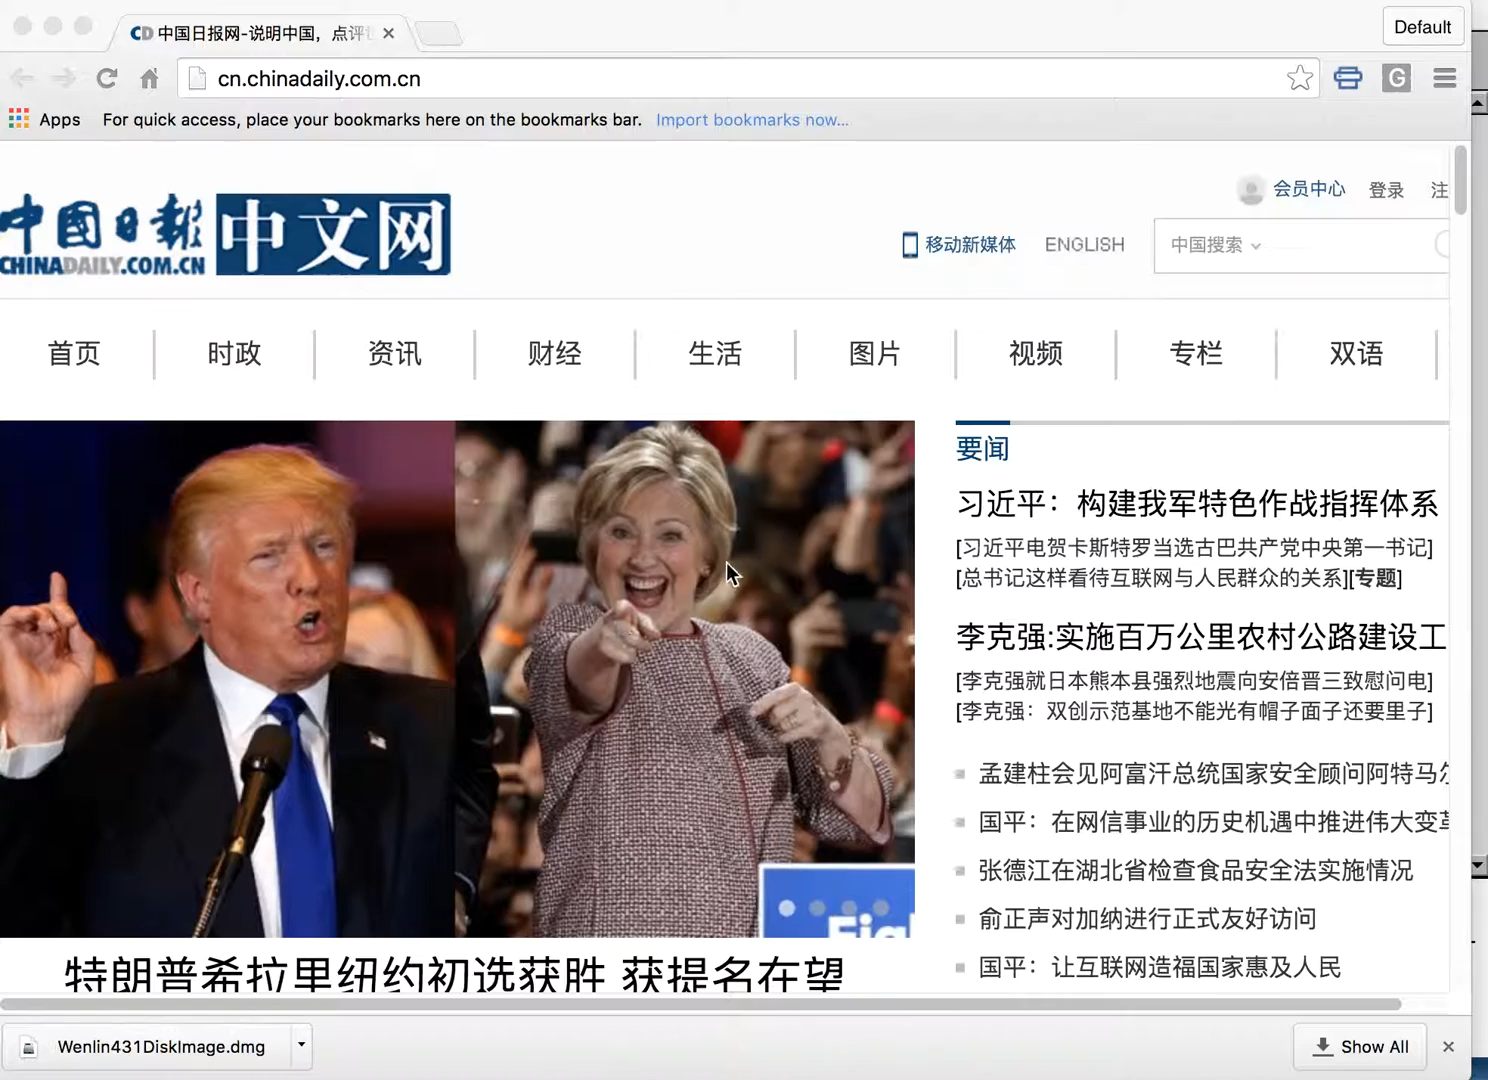 CD 中国日报网-说明中国，点评
Default
cn.chinadaily.com.cn
G
Apps For quick access, place your bookmarks here on the bookmarks bar. Import bookmarks now...
会员中心 登录 注
中國日報 中文网
CHINADAILY.COM.CN
移动新媒体 ENGLISH 中国搜索
首页 时政 资讯 财经 生活 图片 视频 专栏 双语
要闻
习近平：构建我军特色作战指挥体系
[习近平电贺卡斯特罗当选古巴共产党中央第一书记]
[总书记这样看待互联网与人民群众的关系][专题]
李克强:实施百万公里农村公路建设工
[李克强就日本熊本县强烈地震向安倍晋三致慰问电]
[李克强：双创示范基地不能光有帽子面子还要里子]
孟建柱会见阿富汗总统国家安全顾问阿特马尔
国平：在网信事业的历史机遇中推进伟大变革
张德江在湖北省检查食品安全法实施情况
俞正声对加纳进行正式友好访问
国平：让互联网造福国家惠及人民
特朗普希拉里纽约初选获胜 获提名在望
Wenlin431DiskImage.dmg
Show All